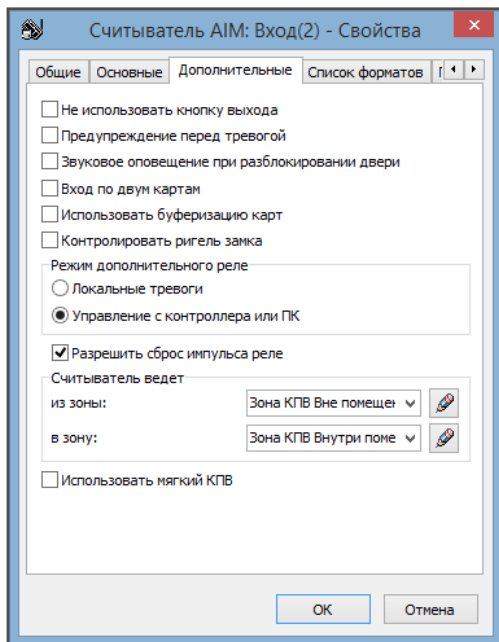 Считыватель AIM: Вход(2) - Свойства
Общие Основные Дополнительные Список форматов
Не использовать кнопку выхода
Предупреждение перед тревогой
Звуковое оповещение при разблокировании двери
Вход по двум картам
Использовать буферизацию карт
Контролировать ригель замка
Режим дополнительного реле
Локальные тревоги
Управление с контроллера или ПК
Разрешить сброс импульса реле
Считыватель ведет
из зоны: Зона КПВ Вне помещен
в зону: Зона КПВ Внутри поме
Использовать мягкий КПВ
OK Отмена